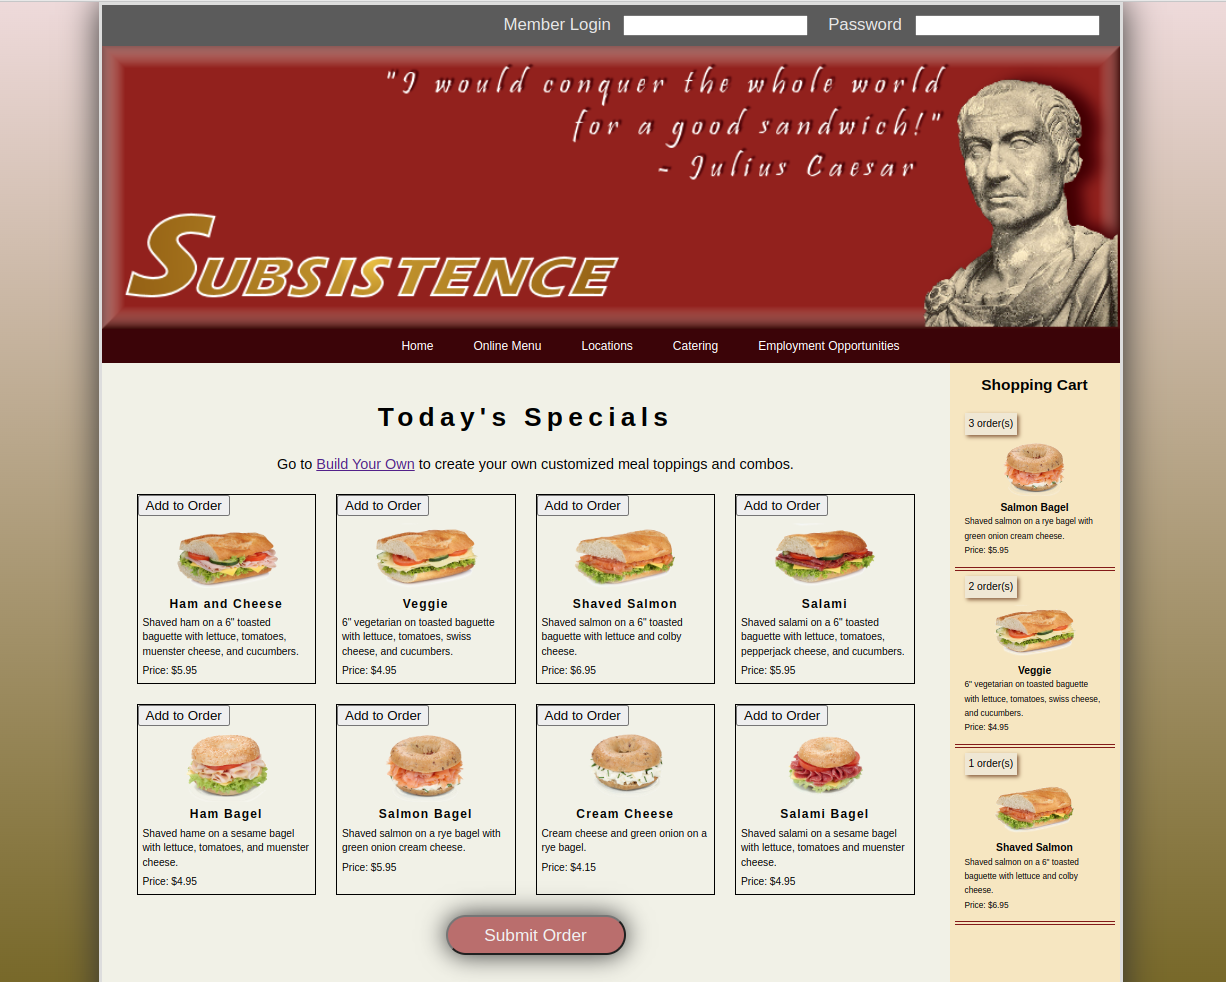 Member Login Password
"I would conquer the whole world
for a good sandwich!"
~ Julius Caesar
SUBSISTENCE
Home Online Menu Locations Catering Employment Opportunities
Today's Specials
Go to Build Your Own to create your own customized meal toppings and combos.
Add to Order
Ham and Cheese
Shaved ham on a 6" toasted
baguette with lettuce, tomatoes,
muenster cheese, and cucumbers.
Price: $5.95
Add to Order
Veggie
6" vegetarian on toasted baguette
with lettuce, tomatoes, swiss
cheese, and cucumbers.
Price: $4.95
Add to Order
Shaved Salmon
Shaved salmon on a 6" toasted
baguette with lettuce and colby
cheese.
Price: $6.95
Add to Order
Salami
Shaved salami on a 6" toasted
baguette with lettuce, tomatoes,
pepperjack cheese, and cucumbers.
Price: $5.95
Add to Order
Ham Bagel
Shaved hame on a sesame bagel
with lettuce, tomatoes, and muenster
cheese.
Price: $4.95
Add to Order
Salmon Bagel
Shaved salmon on a rye bagel with
green onion cream cheese.
Price: $5.95
Add to Order
Cream Cheese
Cream cheese and green onion on a
rye bagel.
Price: $4.15
Add to Order
Salami Bagel
Shaved salami on a sesame bagel
with lettuce, tomatoes and muenster
cheese.
Price: $4.95
Submit Order
Shopping Cart
3 order(s)
Salmon Bagel
Shaved salmon on a rye bagel with
green onion cream cheese.
Price: $5.95
2 order(s)
Veggie
6" vegetarian on toasted baguette
with lettuce, tomatoes, swiss cheese,
and cucumbers.
Price: $4.95
1 order(s)
Shaved Salmon
Shaved salmon on a 6" toasted
baguette with lettuce and colby
cheese.
Price: $6.95